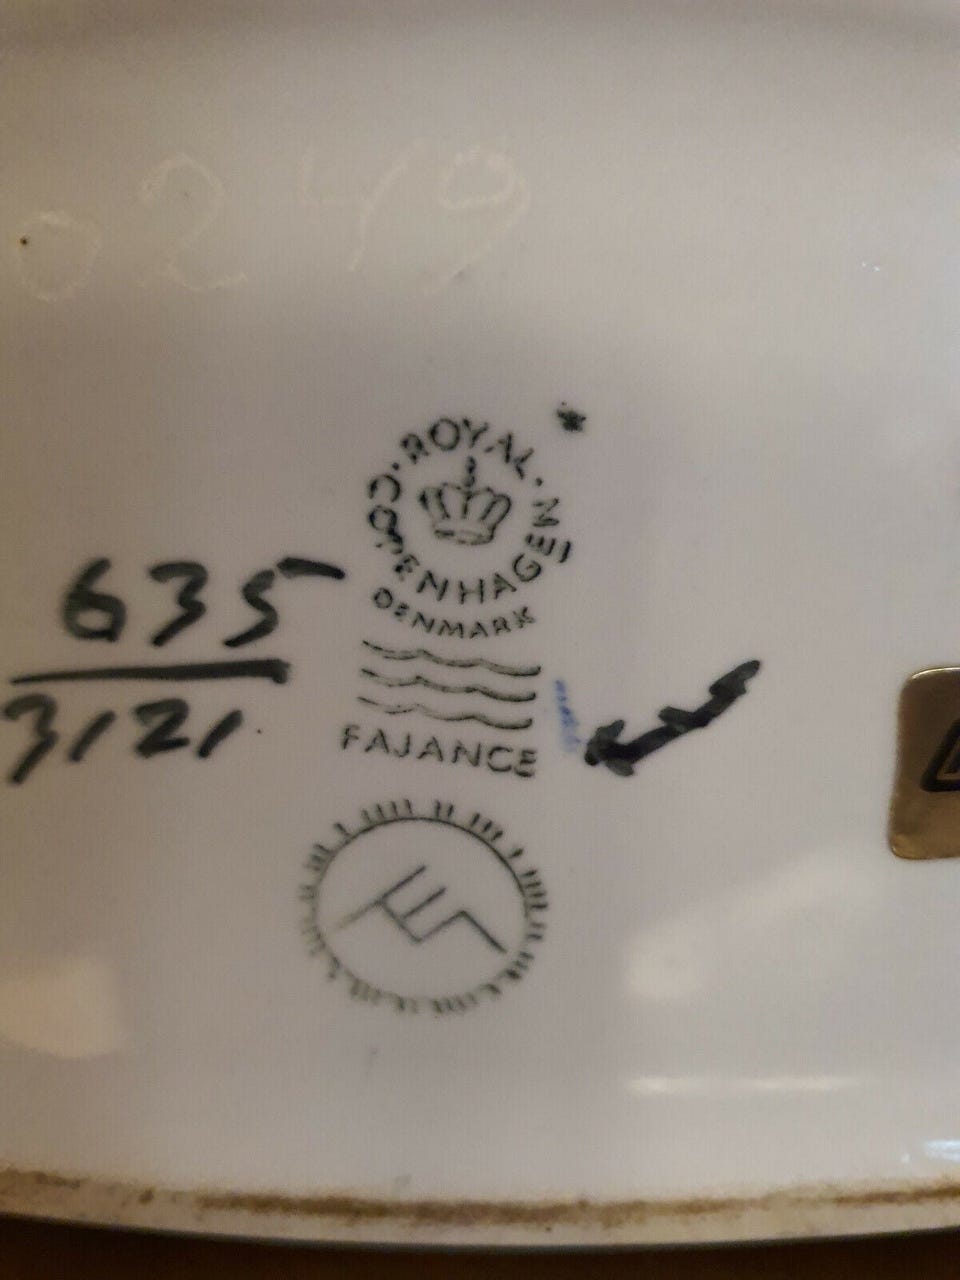 0249
ROYAL · COPENHAGEN ·
DENMARK
635
3121
FAJANCE